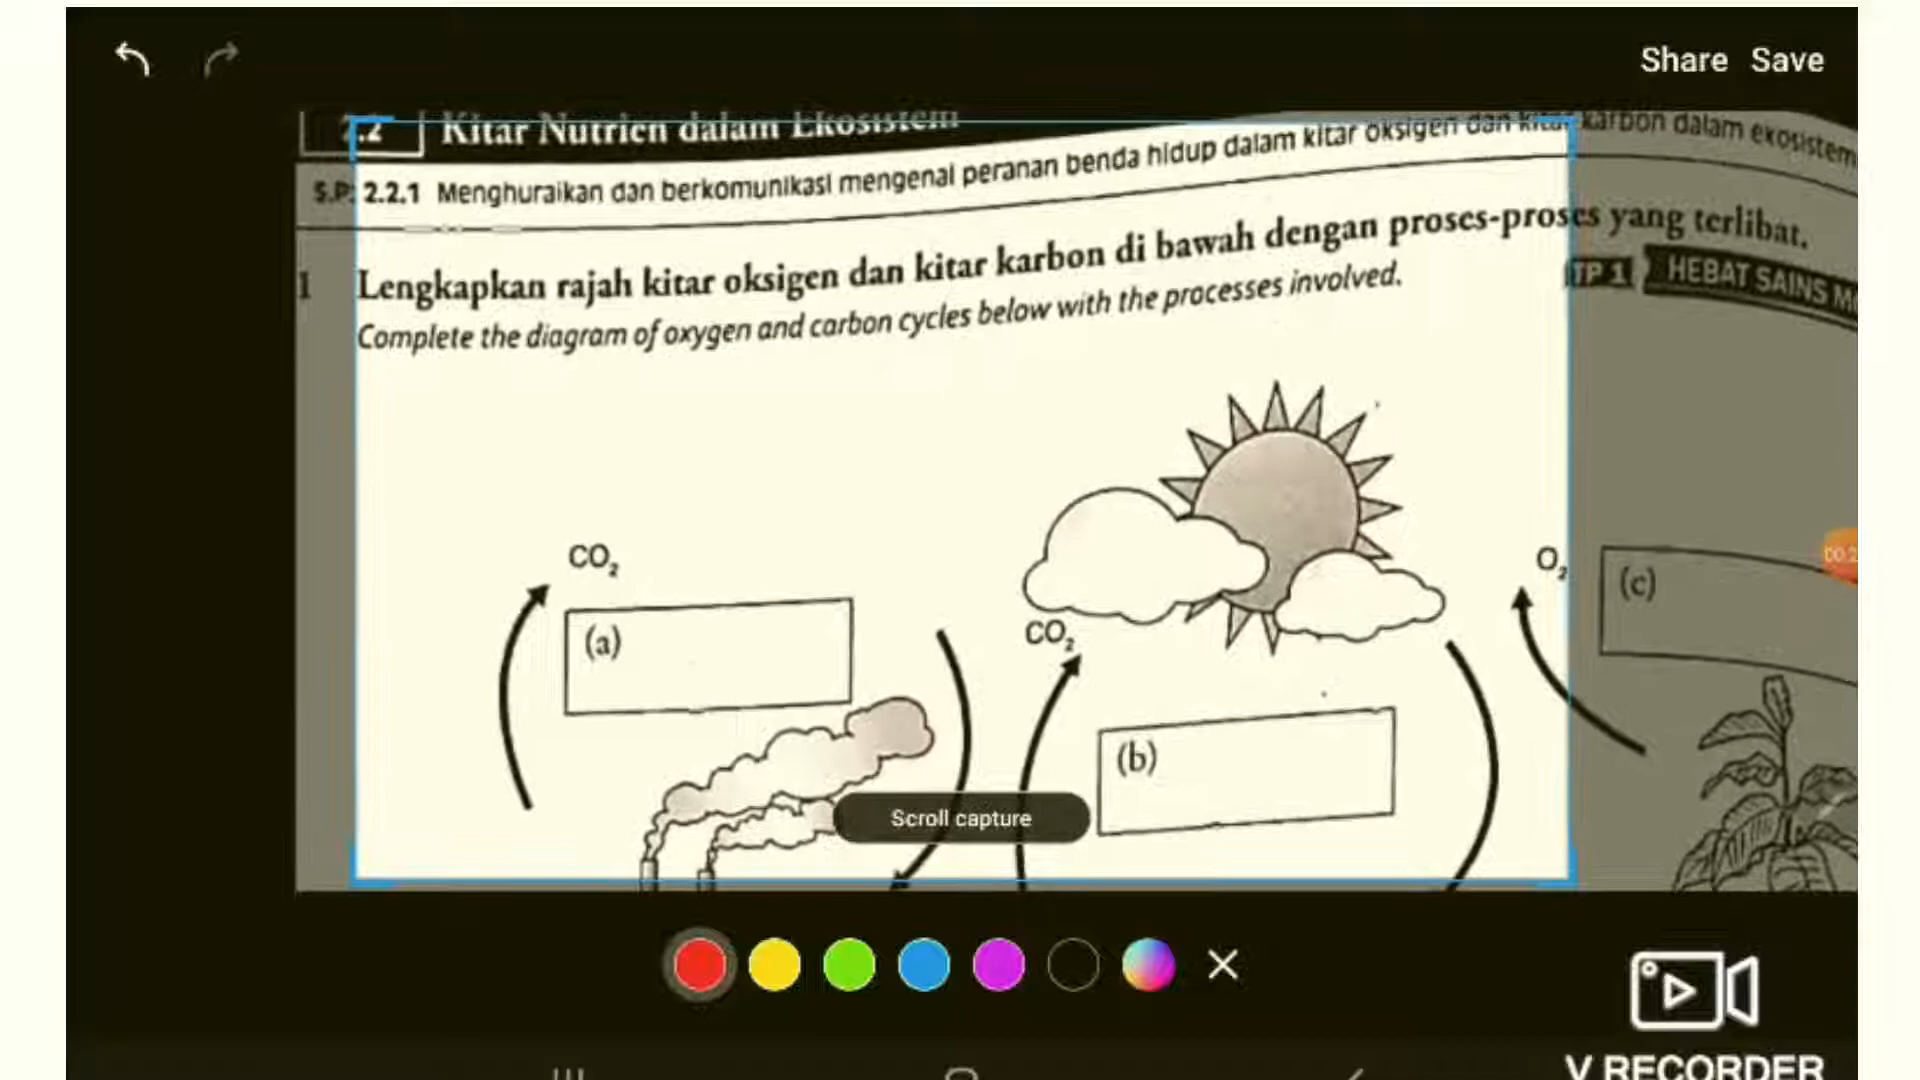 Share Save
2.2 Kitar Nutrien dalam Ekosistem
S.P: 2.2.1 Menghuraikan dan berkomunikasi mengenai peranan benda hidup dalam kitar oksigen dan kitar karbon dalam ekosistem
1 Lengkapkan rajah kitar oksigen dan kitar karbon di bawah dengan proses-proses yang terlibat.
Complete the diagram of oxygen and carbon cycles below with the processes involved.
TP 1 HEBAT SAINS
CO₂
O₂
(c)
(a)
CO₂
(b)
Scroll capture
V RECORDER